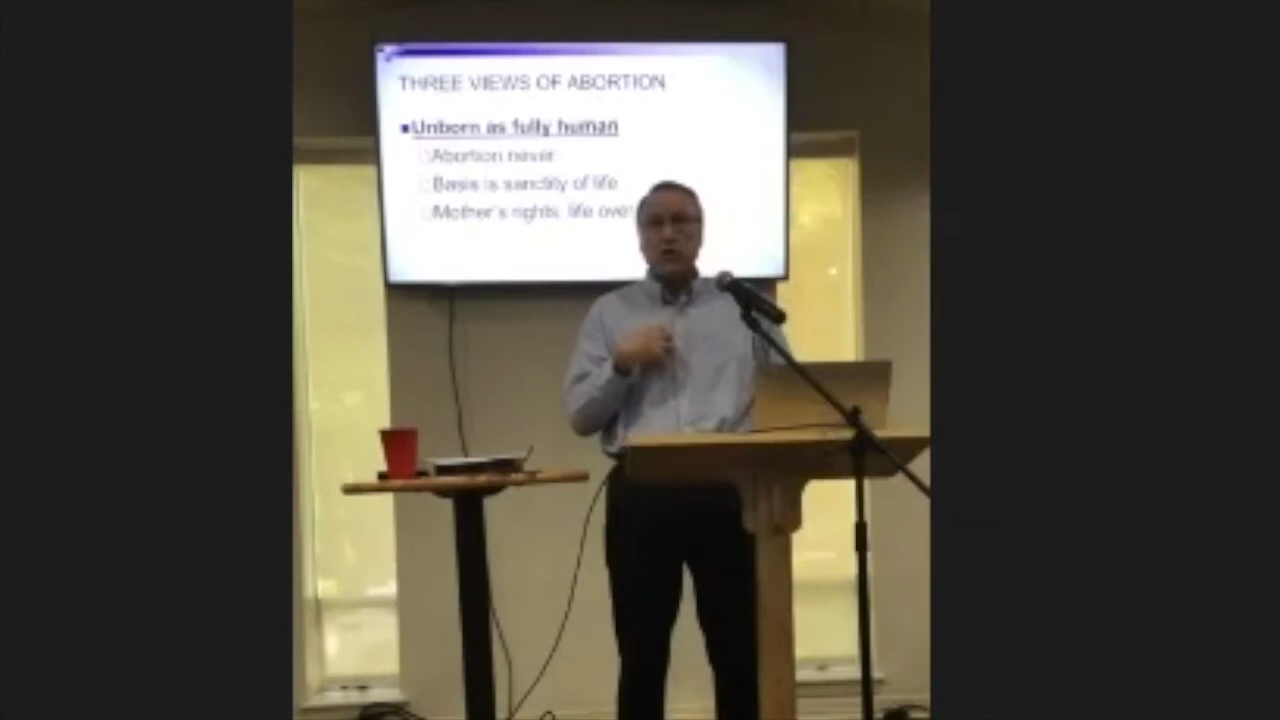 THREE VIEWS OF ABORTION
Unborn as fully human
Abortion never
Basis is sanctity of life
Mother's rights: life over